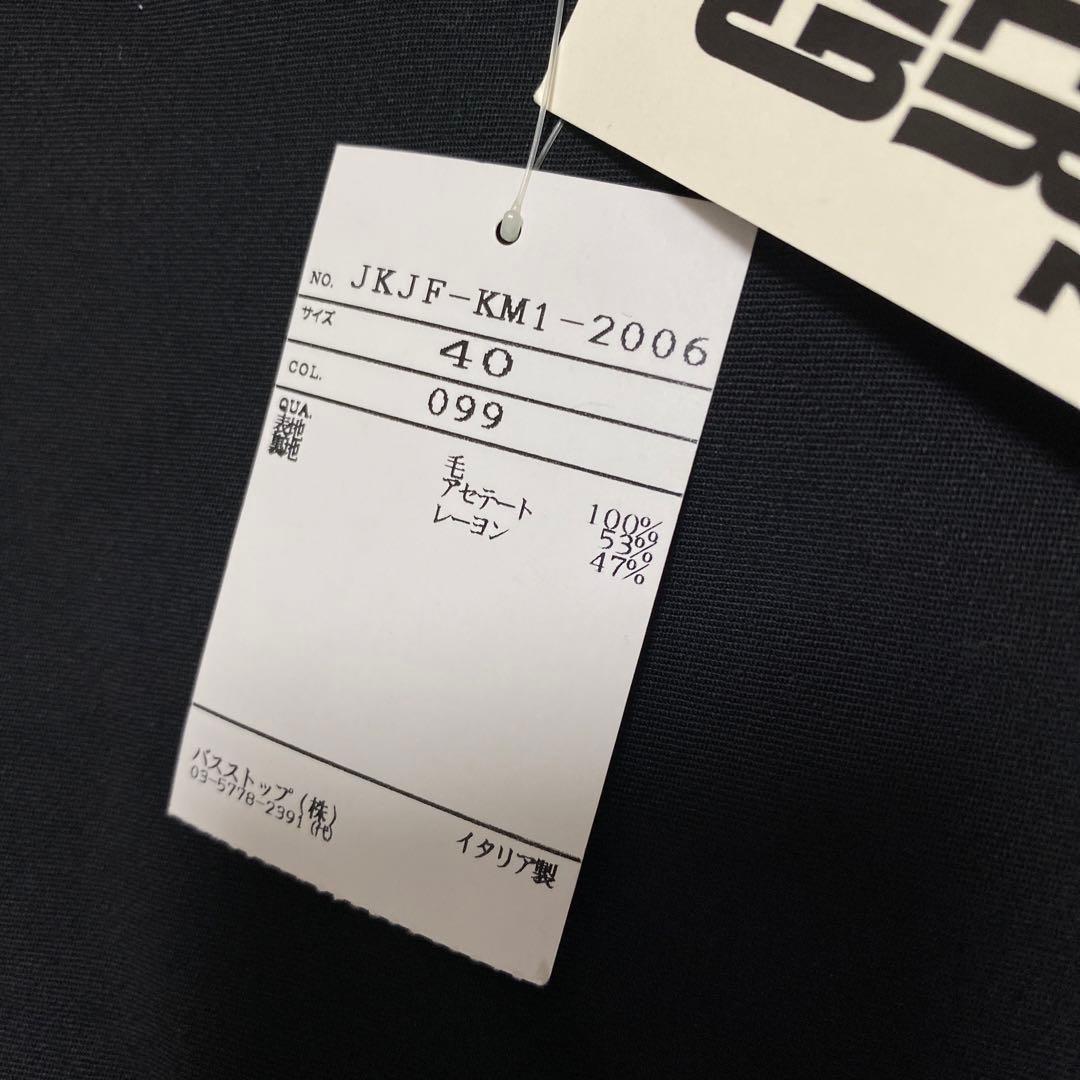 NO. JKJF-KM1-2006
サイズ 40
COL. 099
QUA.
表地 毛 100%
裏地 アセテート 53%
レーヨン 47%
バスストップ(株)
03-5778-2391(代)
イタリア製